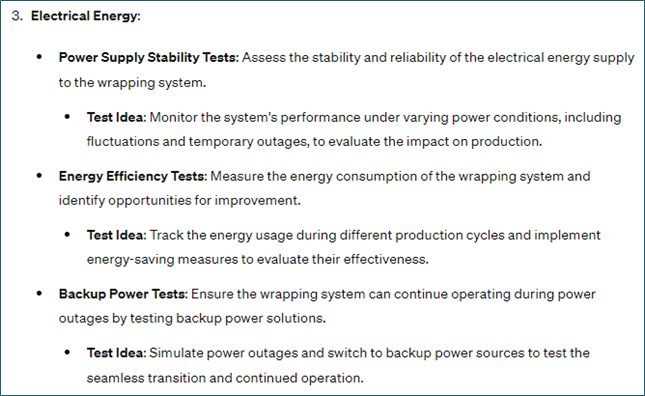 3. Electrical Energy:
• Power Supply Stability Tests: Assess the stability and reliability of the electrical energy supply
to the wrapping system.
• Test Idea: Monitor the system's performance under varying power conditions, including
fluctuations and temporary outages, to evaluate the impact on production.
• Energy Efficiency Tests: Measure the energy consumption of the wrapping system and
identify opportunities for improvement.
• Test Idea: Track the energy usage during different production cycles and implement
energy-saving measures to evaluate their effectiveness.
• Backup Power Tests: Ensure the wrapping system can continue operating during power
outages by testing backup power solutions.
• Test Idea: Simulate power outages and switch to backup power sources to test the
seamless transition and continued operation.